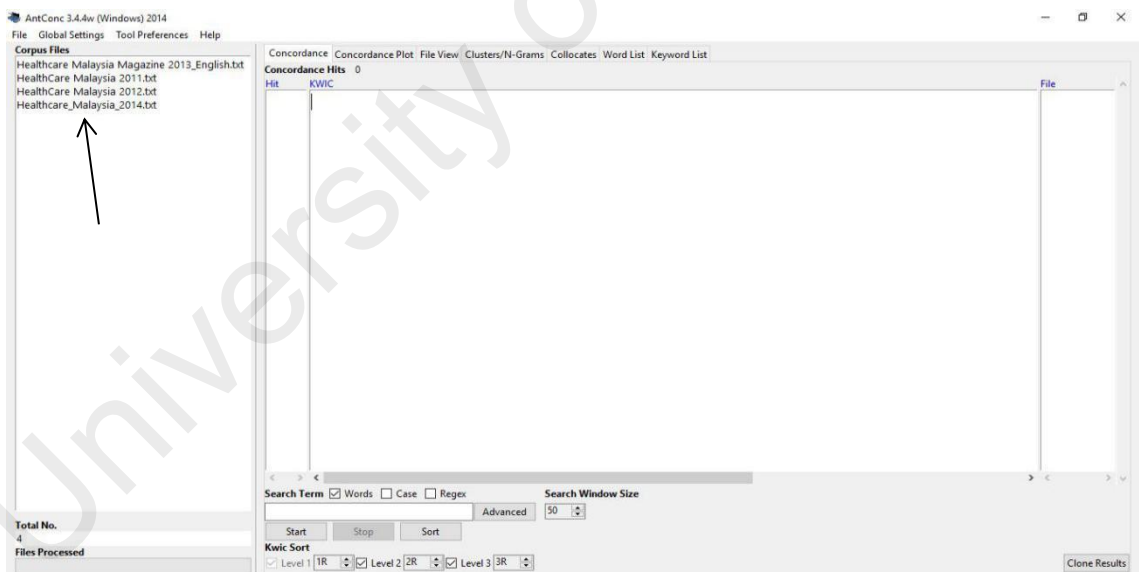 AntConc 3.4.4w (Windows) 2014
File Global Settings Tool Preferences Help
Corpus Files
Healthcare Malaysia Magazine 2013_English.txt
HealthCare Malaysia 2011.txt
HealthCare Malaysia 2012.txt
Healthcare_Malaysia_2014.txt
Total No.
4
Files Processed
Concordance Concordance Plot File View Clusters/N-Grams Collocates Word List Keyword List
Concordance Hits 0
Hit KWIC File
Search Term Words Case Regex Search Window Size
Advanced 50
Start Stop Sort
Kwic Sort
Level 1 1R Level 2 2R Level 3 3R Clone Results
University o